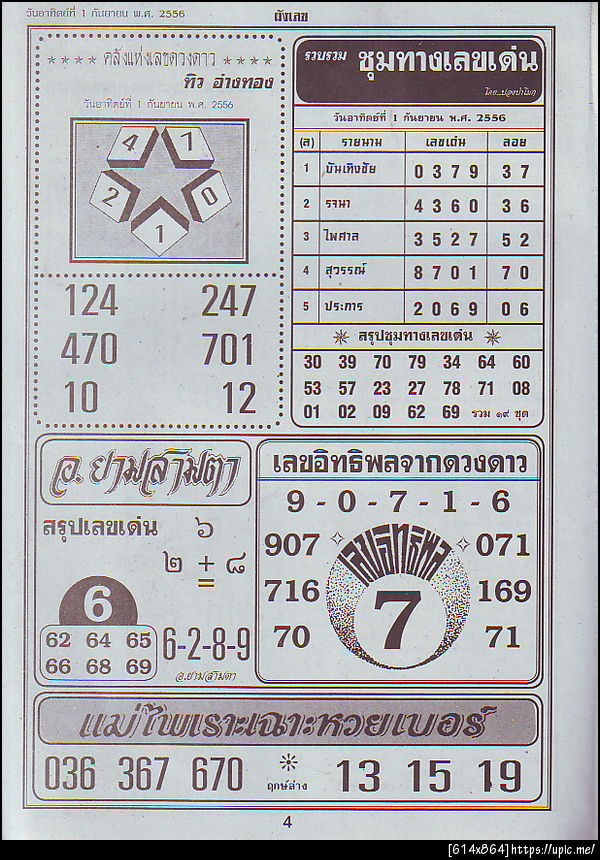 วันอาทิตย์ที่ 1 กันยายน พ.ศ. 2556
ผังเลข
★ ★ ★ ★ คลังแห่งเลขดวงดาว ★ ★ ★ ★
ทิว อ่างทอง
วันอาทิตย์ที่ 1 กันยายน พ.ศ. 2556
4 1
2 0
1
124 247
470 701
10 12
รวบรวม ชุมทางเลขเด่น
วันอาทิตย์ที่ 1 กันยายน พ.ศ. 2556
(ล) รายนาม เลขเด่น ลอย
1 บันเทิงชัย 0 3 7 9 3 7
2 รจนา 4 3 6 0 3 6
3 ไพศาล 3 5 2 7 5 2
4 สุวรรณ์ 8 7 0 1 7 0
5 ประการ 2 0 6 9 0 6
สรุปชุมทางเลขเด่น
30 39 70 79 34 64 60
53 57 23 27 78 71 08
01 02 09 62 69 รวม ๑๙ ชุด
อ. ยามสามตา
สรุปเลขเด่น ๖
๒ + ๘
=
6
62 64 65
66 68 69
6-2-8-9
อ.ยามสามตา
เลขอิทธิพลจากดวงดาว
9 - 0 - 7 - 1 - 6
907 เลขอิทธิพล 071
716 7 169
70 71
แม่ไพเราะเฉาะหวยเบอร์
036 367 670 ฤกษ์ล่าง 13 15 19
4
[614x864]https://upic.me/